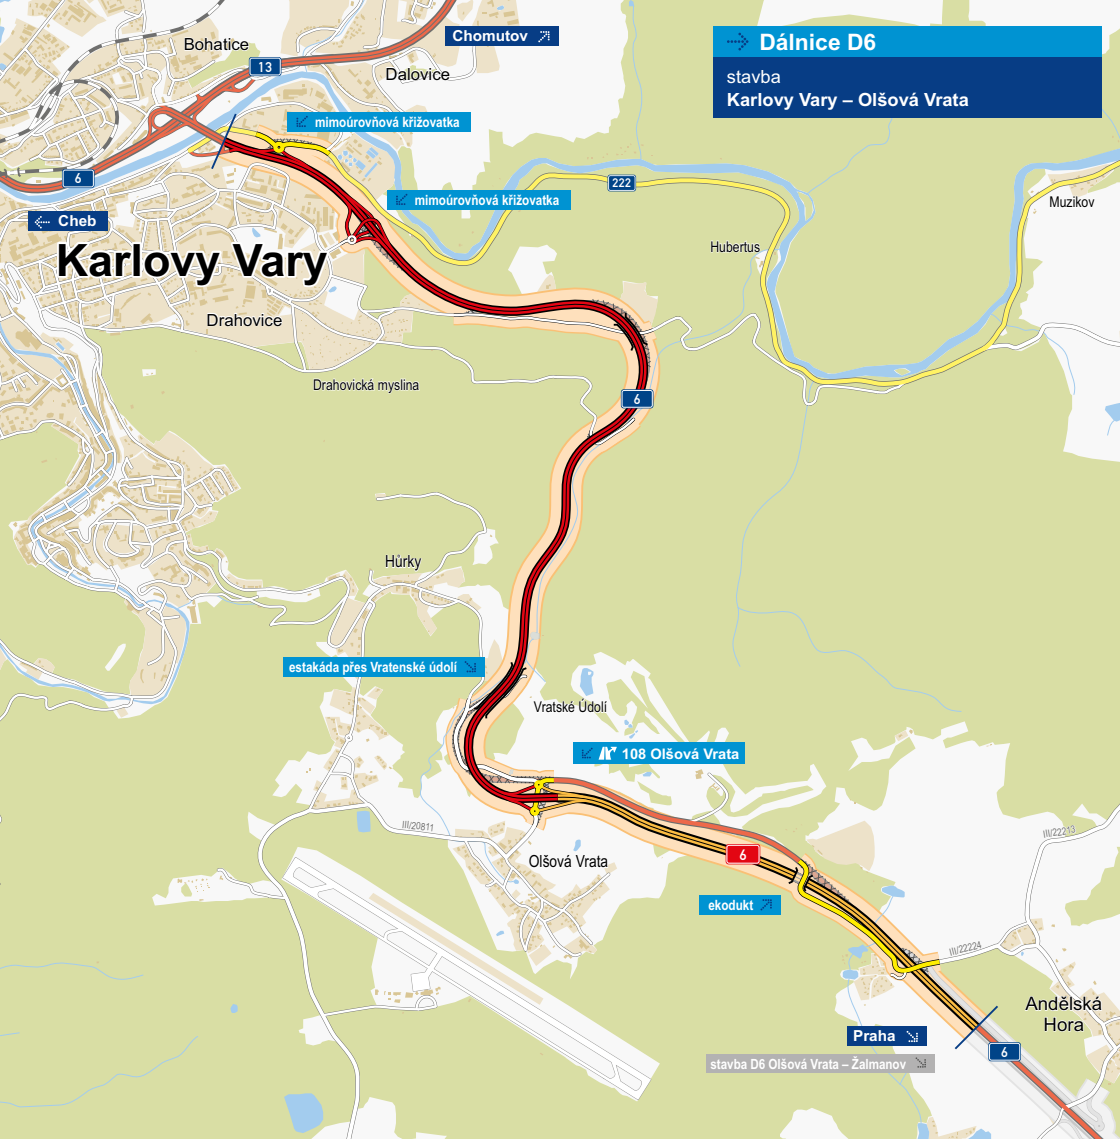 Dálnice D6
stavba
Karlovy Vary – Olšová Vrata
Chomutov
Bohatice
13
Dalovice
mimoúrovňová křižovatka
6
222
mimoúrovňová křižovatka
Muzikov
Cheb
Hubertus
Karlovy Vary
Drahovice
Drahovická myslina
6
Hůrky
estakáda přes Vratenské údolí
Vratské Údolí
108 Olšová Vrata
III/20811
III/22213
6
Olšová Vrata
ekodukt
III/22224
Andělská
Hora
Praha
6
stavba D6 Olšová Vrata – Žalmanov